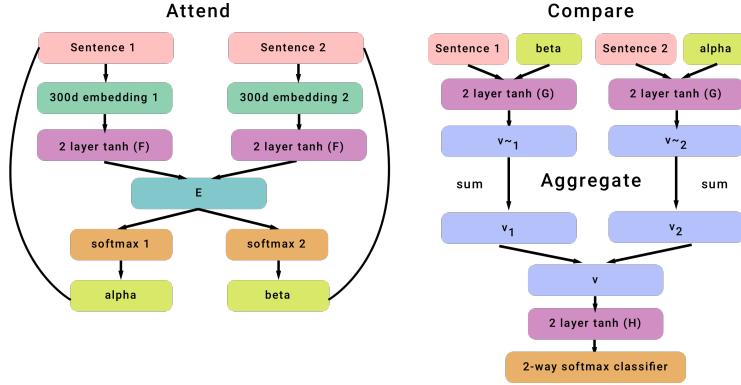 Attend
Sentence 1
Sentence 2
300d embedding 1
300d embedding 2
2 layer tanh (F)
2 layer tanh (F)
E
softmax 1
softmax 2
alpha
beta
Compare
Sentence 1
beta
Sentence 2
alpha
2 layer tanh (G)
2 layer tanh (G)
v~1
v~2
sum
Aggregate
sum
v1
v2
v
2 layer tanh (H)
2-way softmax classifier